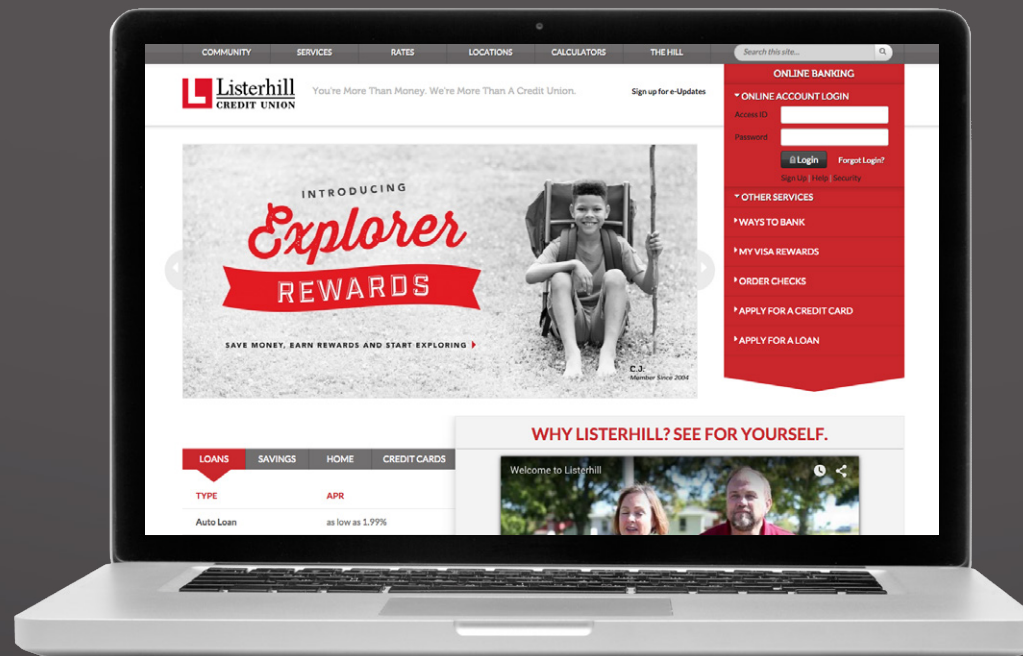 COMMUNITY SERVICES RATES LOCATIONS CALCULATORS THE HILL Search this site...
Listerhill
CREDIT UNION
You're More Than Money. We're More Than A Credit Union.
Sign up for e-Updates
ONLINE BANKING
ONLINE ACCOUNT LOGIN
Access ID
Password
Login Forgot Login?
Sign Up | Help | Security
OTHER SERVICES
WAYS TO BANK
MY VISA REWARDS
ORDER CHECKS
APPLY FOR A CREDIT CARD
APPLY FOR A LOAN
INTRODUCING
Explorer
REWARDS
SAVE MONEY, EARN REWARDS AND START EXPLORING
C.J.
Member Since 2004
LOANS SAVINGS HOME CREDIT CARDS
TYPE APR
Auto Loan as low as 1.99%
WHY LISTERHILL? SEE FOR YOURSELF.
Welcome to Listerhill